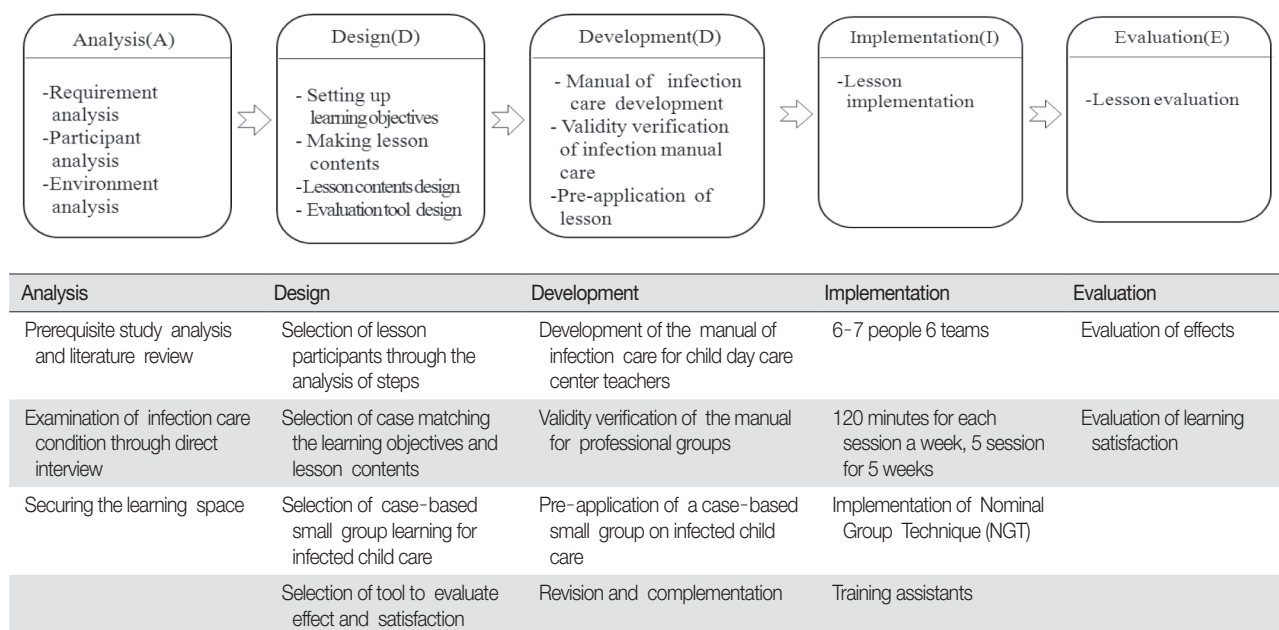 Analysis(A)
-Requirement
analysis
-Participant
analysis
-Environment
analysis
Design(D)
- Setting up
learning objectives
- Making lesson
contents
-Lesson contents design
- Evaluation tool design
Development(D)
- Manual of infection
care development
- Validity verification
of infection manual
care
-Pre-application of
lesson
Implementation(I)
-Lesson
implementation
Evaluation(E)
-Lesson evaluation
Analysis Design Development Implementation Evaluation
Prerequisite study analysis
and literature review
Selection of lesson
participants through the
analysis of steps
Development of the manual of
infection care for child day care
center teachers
6-7 people 6 teams
Evaluation of effects
Examination of infection care
condition through direct
interview
Selection of case matching
the learning objectives and
lesson contents
Validity verification of the manual
for professional groups
120 minutes for each
session a week, 5 session
for 5 weeks
Evaluation of learning
satisfaction
Securing the learning space
Selection of case-based
small group learning for
infected child care
Pre-application of a case-based
small group on infected child
care
Implementation of Nominal
Group Technique (NGT)
Selection of tool to evaluate
effect and satisfaction
Revision and complementation
Training assistants